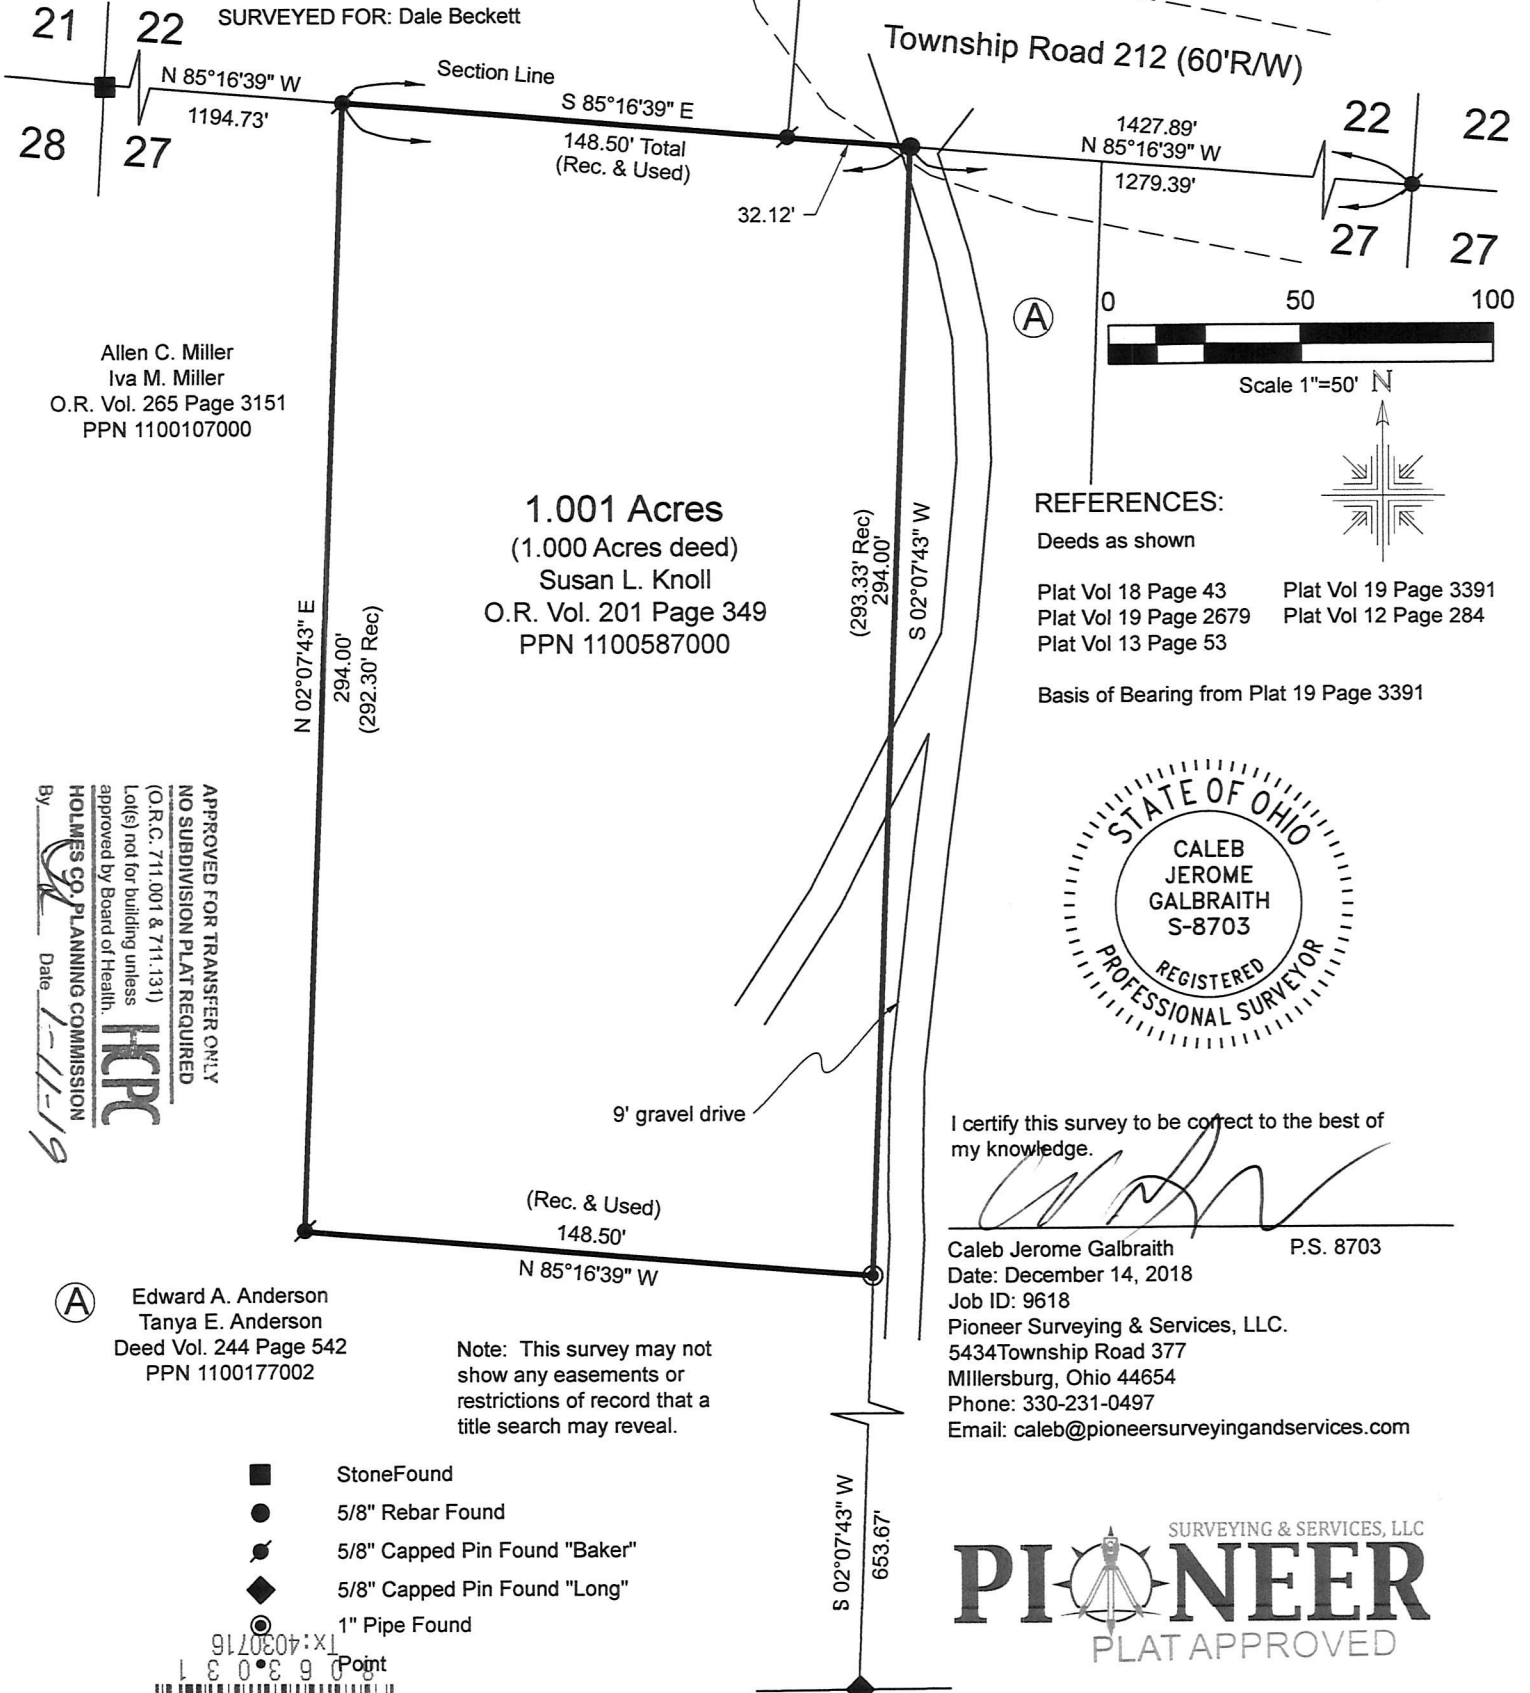 SURVEYED FOR: Dale Beckett
21
22
28
27
N 85°16'39" W
1194.73'
Section Line
S 85°16'39" E
148.50' Total
(Rec. & Used)
32.12'
Township Road 212 (60'R/W)
1427.89'
N 85°16'39" W
1279.39'
22
22
27
27
A
0
50
100
Scale 1"=50'
N
Allen C. Miller
Iva M. Miller
O.R. Vol. 265 Page 3151
PPN 1100107000
1.001 Acres
(1.000 Acres deed)
Susan L. Knoll
O.R. Vol. 201 Page 349
PPN 1100587000
N 02°07'43" E
294.00'
(292.30' Rec)
(293.33' Rec)
294.00'
S 02°07'43" W
REFERENCES:
Deeds as shown
Plat Vol 18 Page 43
Plat Vol 19 Page 3391
Plat Vol 19 Page 2679
Plat Vol 12 Page 284
Plat Vol 13 Page 53
Basis of Bearing from Plat 19 Page 3391
STATE OF OHIO
CALEB
JEROME
GALBRAITH
S-8703
REGISTERED
PROFESSIONAL SURVEYOR
APPROVED FOR TRANSFER ONLY
NO SUBDIVISION PLAT REQUIRED
(O.R.C. 711.001 & 711.131)
Lot(s) not for building unless
approved by Board of Health.
HCPC
HOLMES CO. PLANNING COMMISSION
By Date 1-11-19
9' gravel drive
(Rec. & Used)
148.50'
N 85°16'39" W
I certify this survey to be correct to the best of
my knowledge.
Caleb Jerome Galbraith P.S. 8703
Date: December 14, 2018
Job ID: 9618
Pioneer Surveying & Services, LLC.
5434Township Road 377
MIllersburg, Ohio 44654
Phone: 330-231-0497
Email: caleb@pioneersurveyingandservices.com
A
Edward A. Anderson
Tanya E. Anderson
Deed Vol. 244 Page 542
PPN 1100177002
Note: This survey may not
show any easements or
restrictions of record that a
title search may reveal.
StoneFound
5/8" Rebar Found
5/8" Capped Pin Found "Baker"
5/8" Capped Pin Found "Long"
1" Pipe Found
Point
Tx:4030716
S 02°07'43" W
653.67'
SURVEYING & SERVICES, LLC
PIONEER
PLAT APPROVED